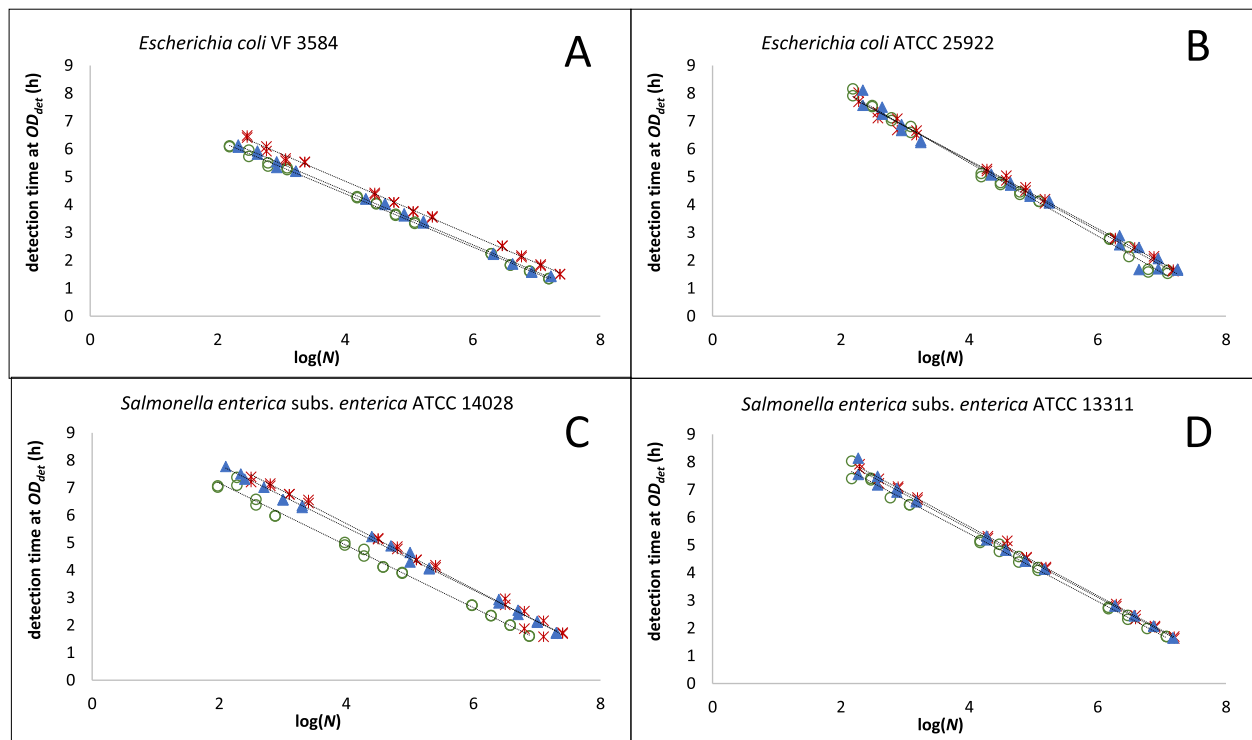 Escherichia coli VF 3584
A
detection time at ODdet (h)
9
8
7
6
5
4
3
2
1
0
0 2 4 6 8
log(N)
Escherichia coli ATCC 25922
B
detection time at ODdet (h)
9
8
7
6
5
4
3
2
1
0
0 2 4 6 8
log(N)
Salmonella enterica subs. enterica ATCC 14028
C
detection time at ODdet (h)
9
8
7
6
5
4
3
2
1
0
0 2 4 6 8
log(N)
Salmonella enterica subs. enterica ATCC 13311
D
detection time at ODdet (h)
9
8
7
6
5
4
3
2
1
0
0 2 4 6 8
log(N)